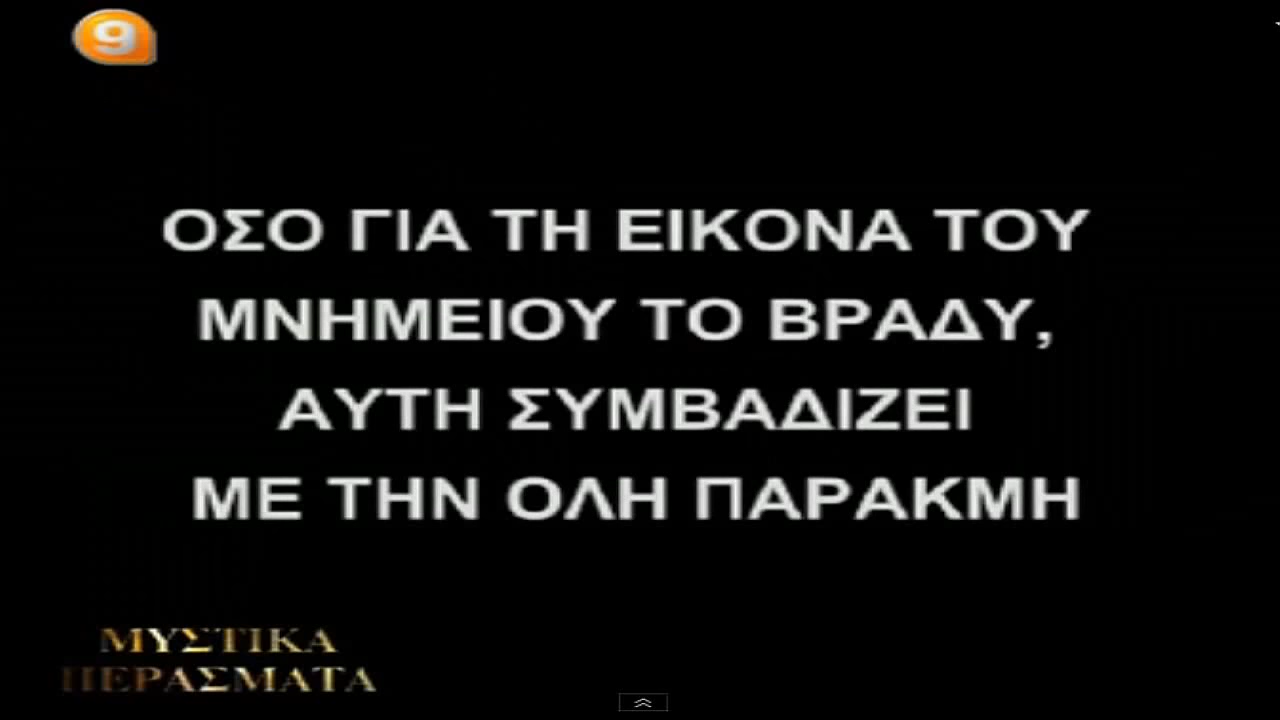 9
ΟΣΟ ΓΙΑ ΤΗ ΕΙΚΟΝΑ ΤΟΥ
ΜΝΗΜΕΙΟΥ ΤΟ ΒΡΑΔΥ,
ΑΥΤΗ ΣΥΜΒΑΔΙΖΕΙ
ΜΕ ΤΗΝ ΟΛΗ ΠΑΡΑΚΜΗ
ΜΥΣΤΙΚΑ
ΠΕΡΑΣΜΑΤΑ